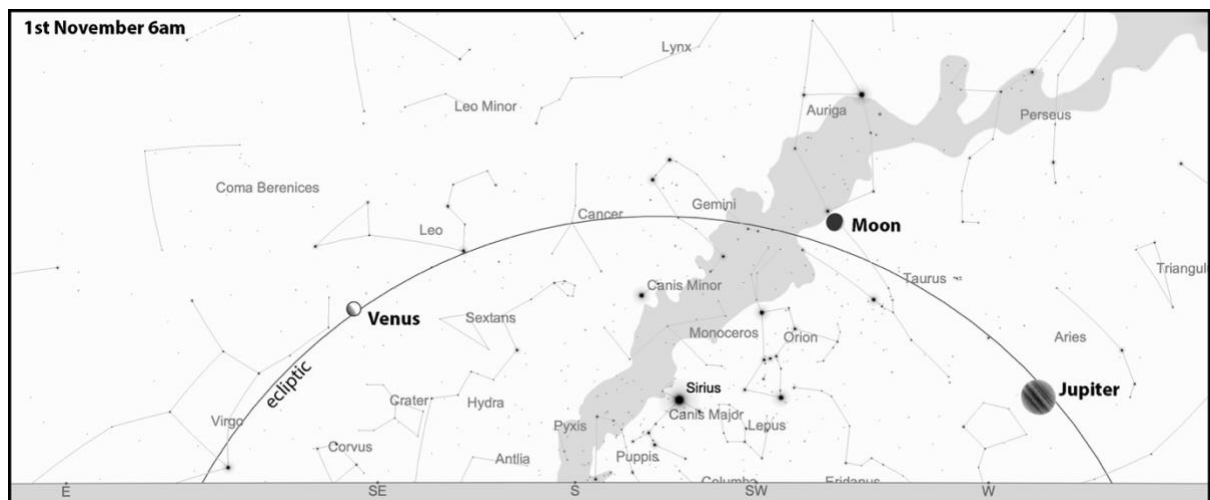 1st November 6am
Lynx
Leo Minor
Auriga
Perseus
Coma Berenices
Gemini
Cancer
Leo
Moon
Triangul
Taurus
Canis Minor
Venus
Sextans
Monoceros
Orion
Aries
ecliptic
Sirius
Jupiter
Crater
Hydra
Canis Major
Virgo
Pyxis
Lepus
Corvus
Antlia
Puppis
Columba
Eridanus
E
SE
S
SW
W